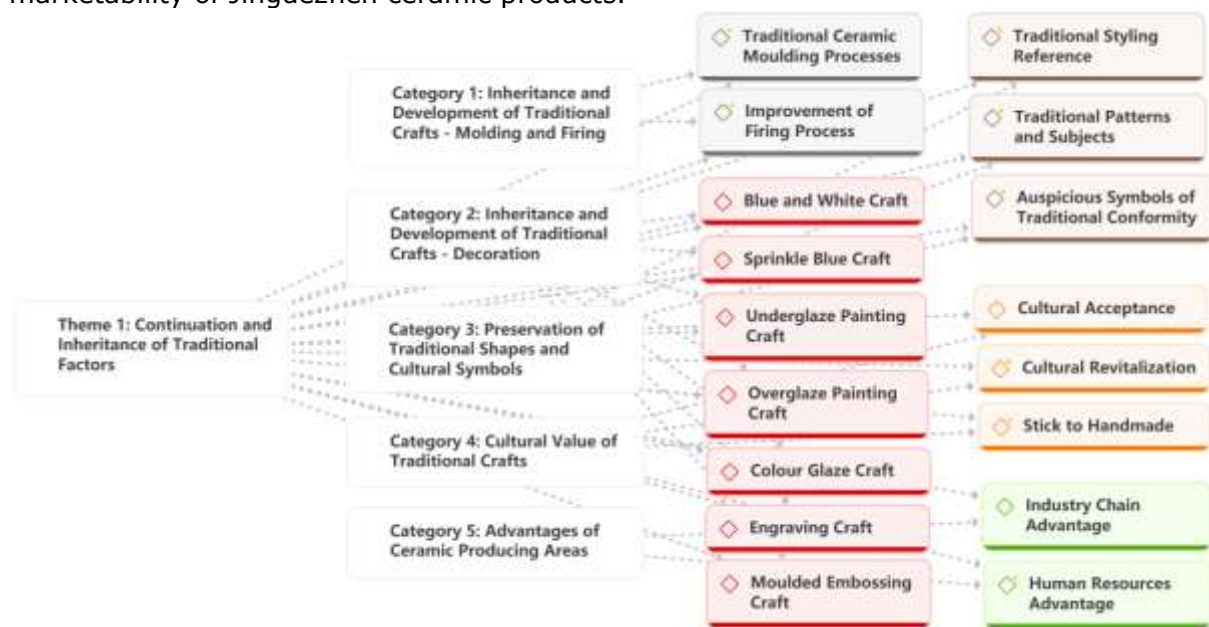 marketability of Jingdezhen ceramic products.
Theme 1: Continuation and
Inheritance of Traditional
Factors
Category 1: Inheritance and
Development of Traditional
Crafts - Molding and Firing
Category 2: Inheritance and
Development of Traditional
Crafts - Decoration
Category 3: Preservation of
Traditional Shapes and
Cultural Symbols
Category 4: Cultural Value of
Traditional Crafts
Category 5: Advantages of
Ceramic Producing Areas
Traditional Ceramic
Moulding Processes
Improvement of
Firing Process
Blue and White Craft
Sprinkle Blue Craft
Underglaze Painting
Craft
Overglaze Painting
Craft
Colour Glaze Craft
Engraving Craft
Moulded Embossing
Craft
Traditional Styling
Reference
Traditional Patterns
and Subjects
Auspicious Symbols of
Traditional Conformity
Cultural Acceptance
Cultural Revitalization
Stick to Handmade
Industry Chain
Advantage
Human Resources
Advantage